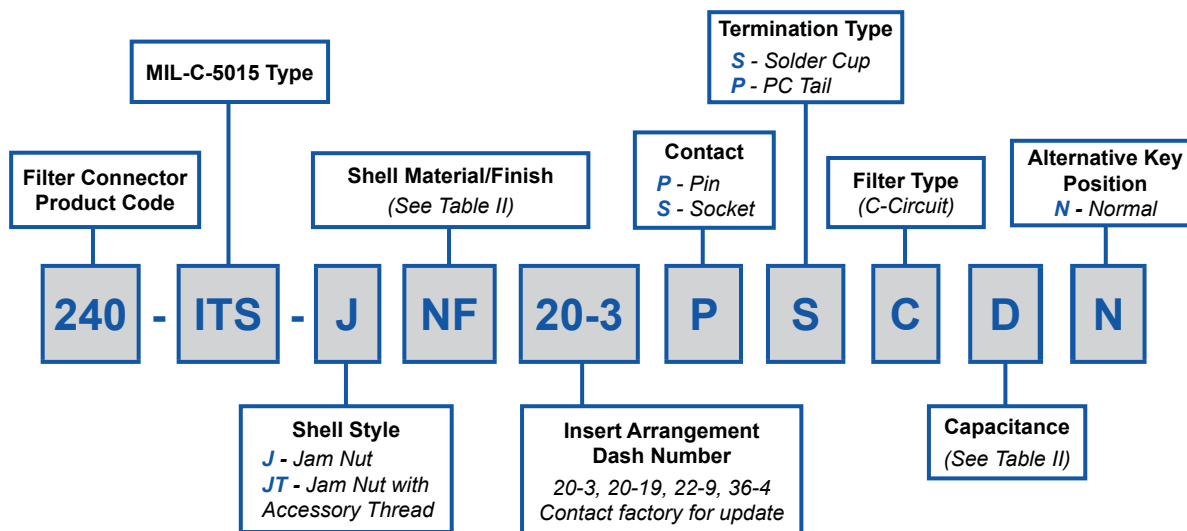 Termination Type
S - Solder Cup
P - PC Tail
MIL-C-5015 Type
Filter Connector
Product Code
Shell Material/Finish
(See Table II)
Contact
P - Pin
S - Socket
Filter Type
(C-Circuit)
Alternative Key
Position
N - Normal
240 - ITS - J NF 20-3 P S C D N
Shell Style
J - Jam Nut
JT - Jam Nut with
Accessory Thread
Insert Arrangement
Dash Number
20-3, 20-19, 22-9, 36-4
Contact factory for update
Capacitance
(See Table II)